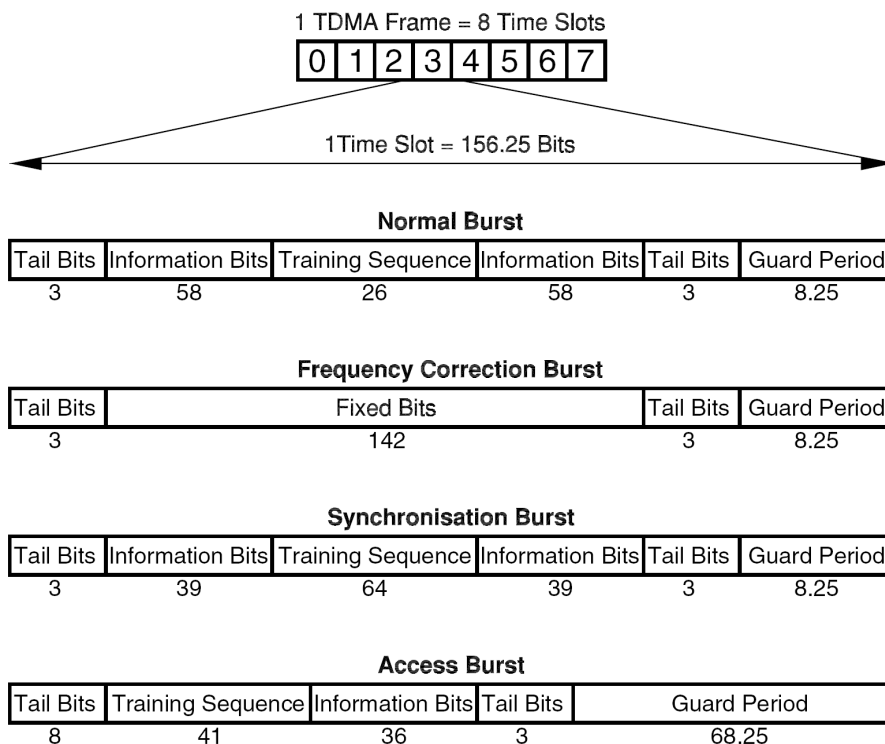 1 TDMA Frame = 8 Time Slots
0 1 2 3 4 5 6 7
1Time Slot = 156.25 Bits
Normal Burst
Tail Bits Information Bits Training Sequence Information Bits Tail Bits Guard Period
3 58 26 58 3 8.25
Frequency Correction Burst
Tail Bits Fixed Bits Tail Bits Guard Period
3 142 3 8.25
Synchronisation Burst
Tail Bits Information Bits Training Sequence Information Bits Tail Bits Guard Period
3 39 64 39 3 8.25
Access Burst
Tail Bits Training Sequence Information Bits Tail Bits Guard Period
8 41 36 3 68.25